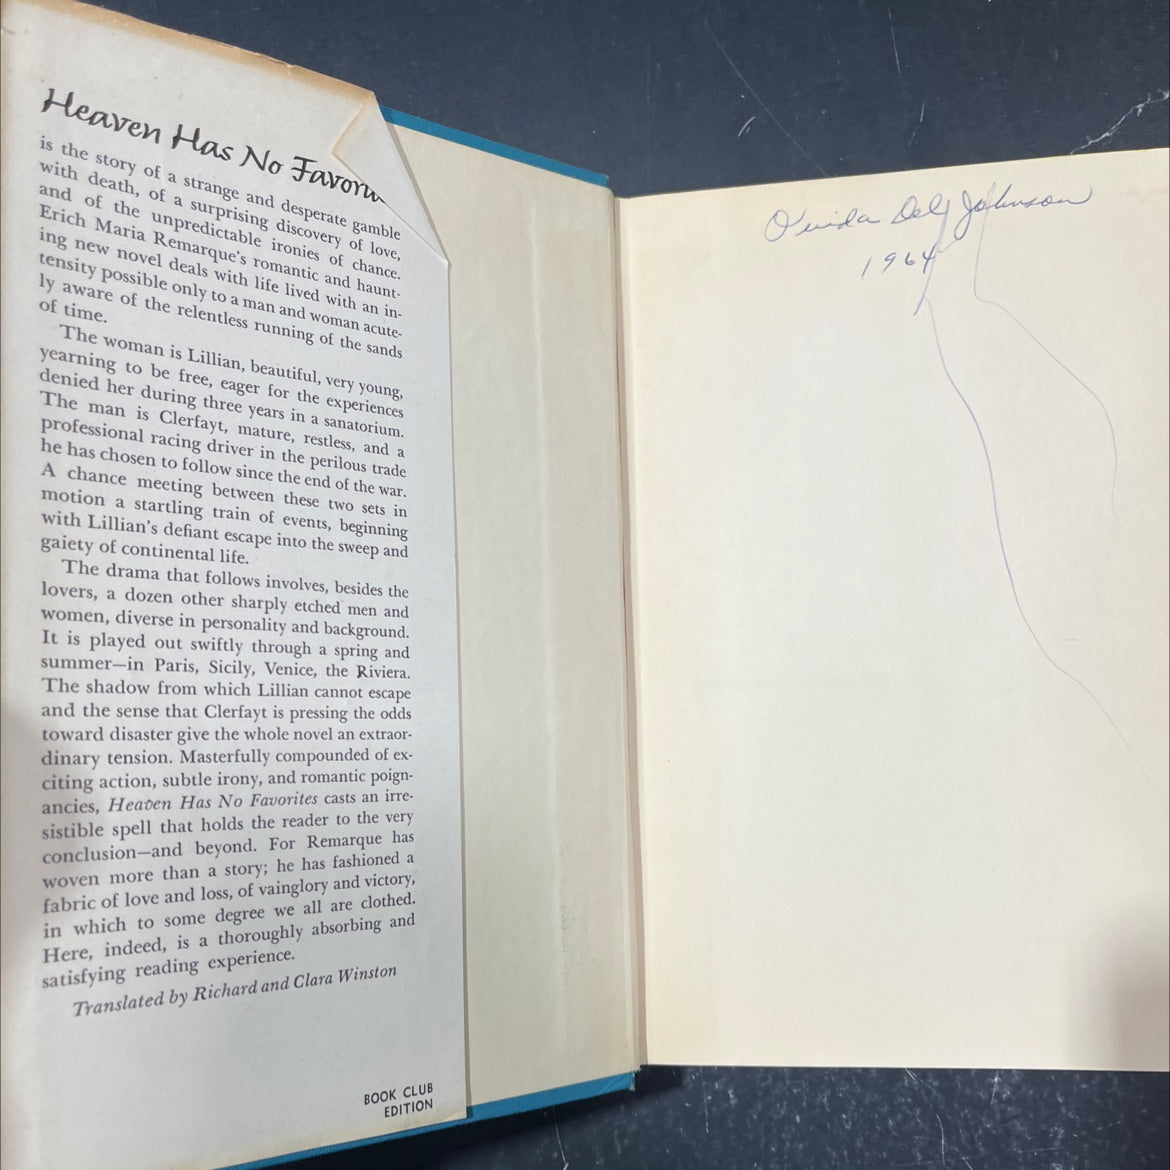 Heaven Has No Favori
is the story of a strange and desperate gamble
with death, of a surprising discovery of love,
and of the unpredictable ironies of chance.
Erich Maria Remarque's romantic and haunt-
ing new novel deals with life lived with an in-
tensity possible only to a man and woman acute-
ly aware of the relentless running of the sands
of time.
The woman is Lillian, beautiful, very young,
yearning to be free, eager for the experiences
denied her during three years in a sanatorium.
The man is Clerfayt, mature, restless, and a
professional racing driver in the perilous trade
he has chosen to follow since the end of the war.
A chance meeting between these two sets in
motion a startling train of events, beginning
with Lillian's defiant escape into the sweep and
gaiety of continental life.
The drama that follows involves, besides the
lovers, a dozen other sharply etched men and
women, diverse in personality and background.
It is played out swiftly through a spring and
summer—in Paris, Sicily, Venice, the Riviera.
The shadow from which Lillian cannot escape
and the sense that Clerfayt is pressing the odds
toward disaster give the whole novel an extraor-
dinary tension. Masterfully compounded of ex-
citing action, subtle irony, and romantic poign-
ancies, Heaven Has No Favorites casts an irre-
sistible spell that holds the reader to the very
conclusion—and beyond. For Remarque has
woven more than a story; he has fashioned a
fabric of love and loss, of vainglory and victory,
in which to some degree we all are clothed.
Here, indeed, is a thoroughly absorbing and
satisfying reading experience.
Translated by Richard and Clara Winston
BOOK CLUB
EDITION
Johnson
1964